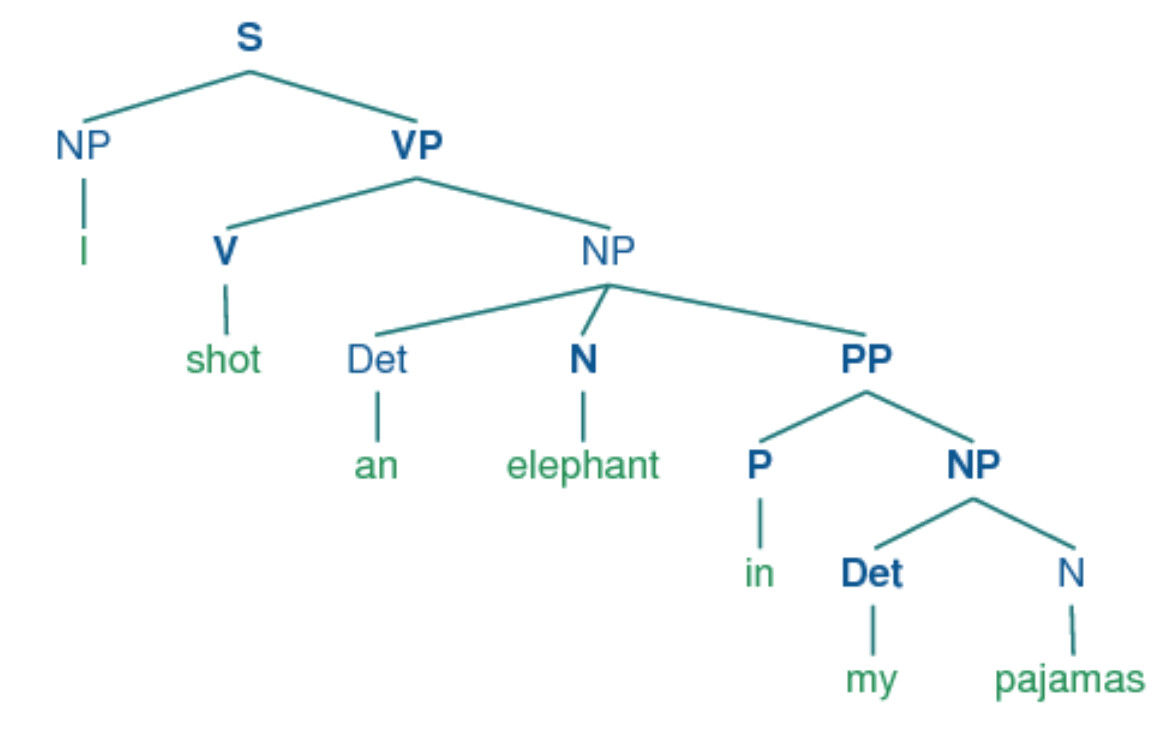 S
NP VP
I V NP
shot Det N PP
an elephant P NP
in Det N
my pajamas